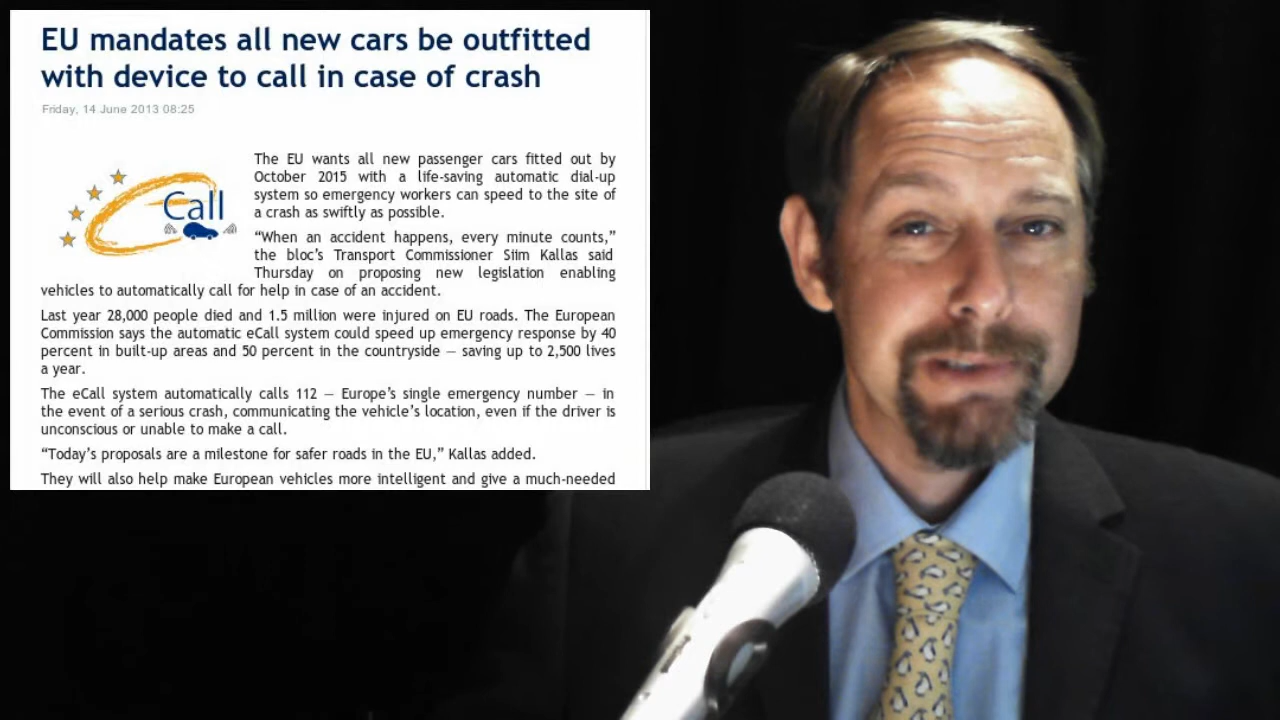 EU mandates all new cars be outfitted
with device to call in case of crash
Friday, 14 June 2013 08:25
The EU wants all new passenger cars fitted out by
October 2015 with a life-saving automatic dial-up
system so emergency workers can speed to the site of
a crash as swiftly as possible.
eCall
“When an accident happens, every minute counts,”
the bloc’s Transport Commissioner Siim Kallas said
Thursday on proposing new legislation enabling
vehicles to automatically call for help in case of an accident.
Last year 28,000 people died and 1.5 million were injured on EU roads. The European
Commission says the automatic eCall system could speed up emergency response by 40
percent in built-up areas and 50 percent in the countryside — saving up to 2,500 lives
a year.
The eCall system automatically calls 112 — Europe’s single emergency number — in
the event of a serious crash, communicating the vehicle’s location, even if the driver is
unconscious or unable to make a call.
“Today’s proposals are a milestone for safer roads in the EU,” Kallas added.
They will also help make European vehicles more intelligent and give a much-needed